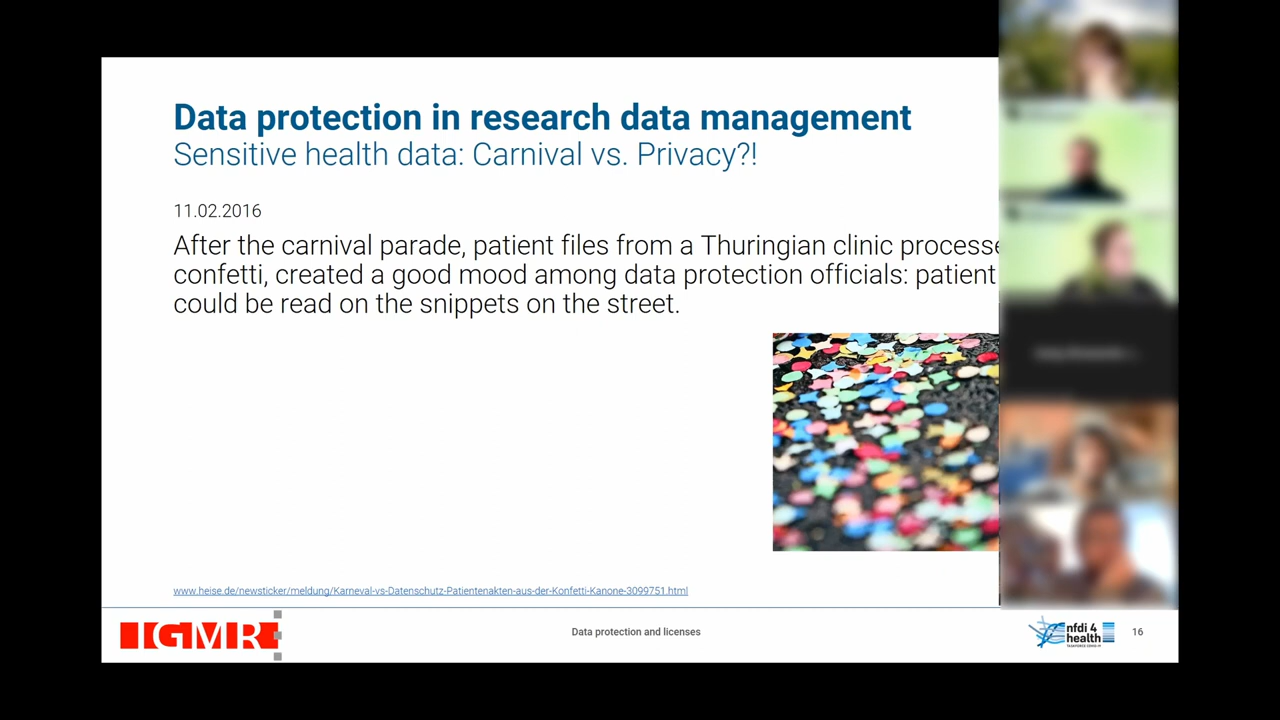 Data protection in research data management
Sensitive health data: Carnival vs. Privacy?!
11.02.2016
After the carnival parade, patient files from a Thuringian clinic processe
confetti, created a good mood among data protection officials: patient
could be read on the snippets on the street.
www.heise.de/newsticker/meldung/Karneval-vs-Datenschutz-Patientenakten-aus-der-Konfetti-Kanone-3099751.html
IGMR
Data protection and licenses
nfdi 4
health
TASKFORCE COVID-19
16